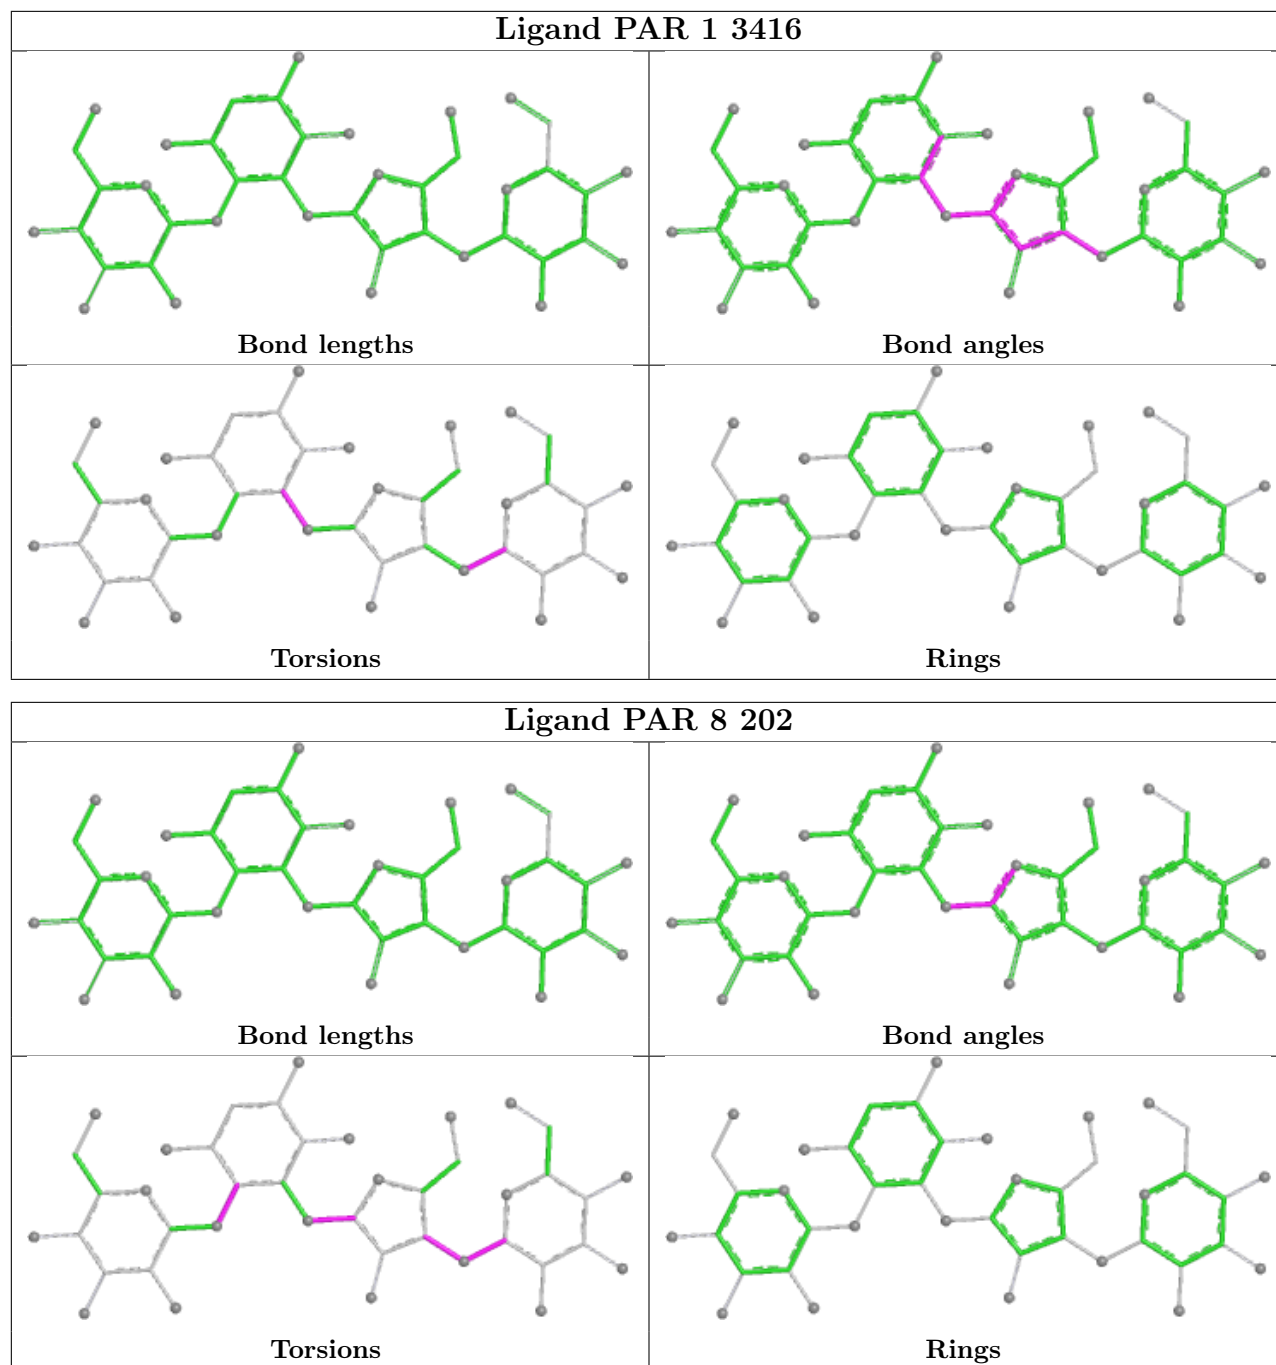 Ligand PAR 1 3416
Bond lengths
Bond angles
Torsions
Rings
Ligand PAR 8 202
Bond lengths
Bond angles
Torsions
Rings